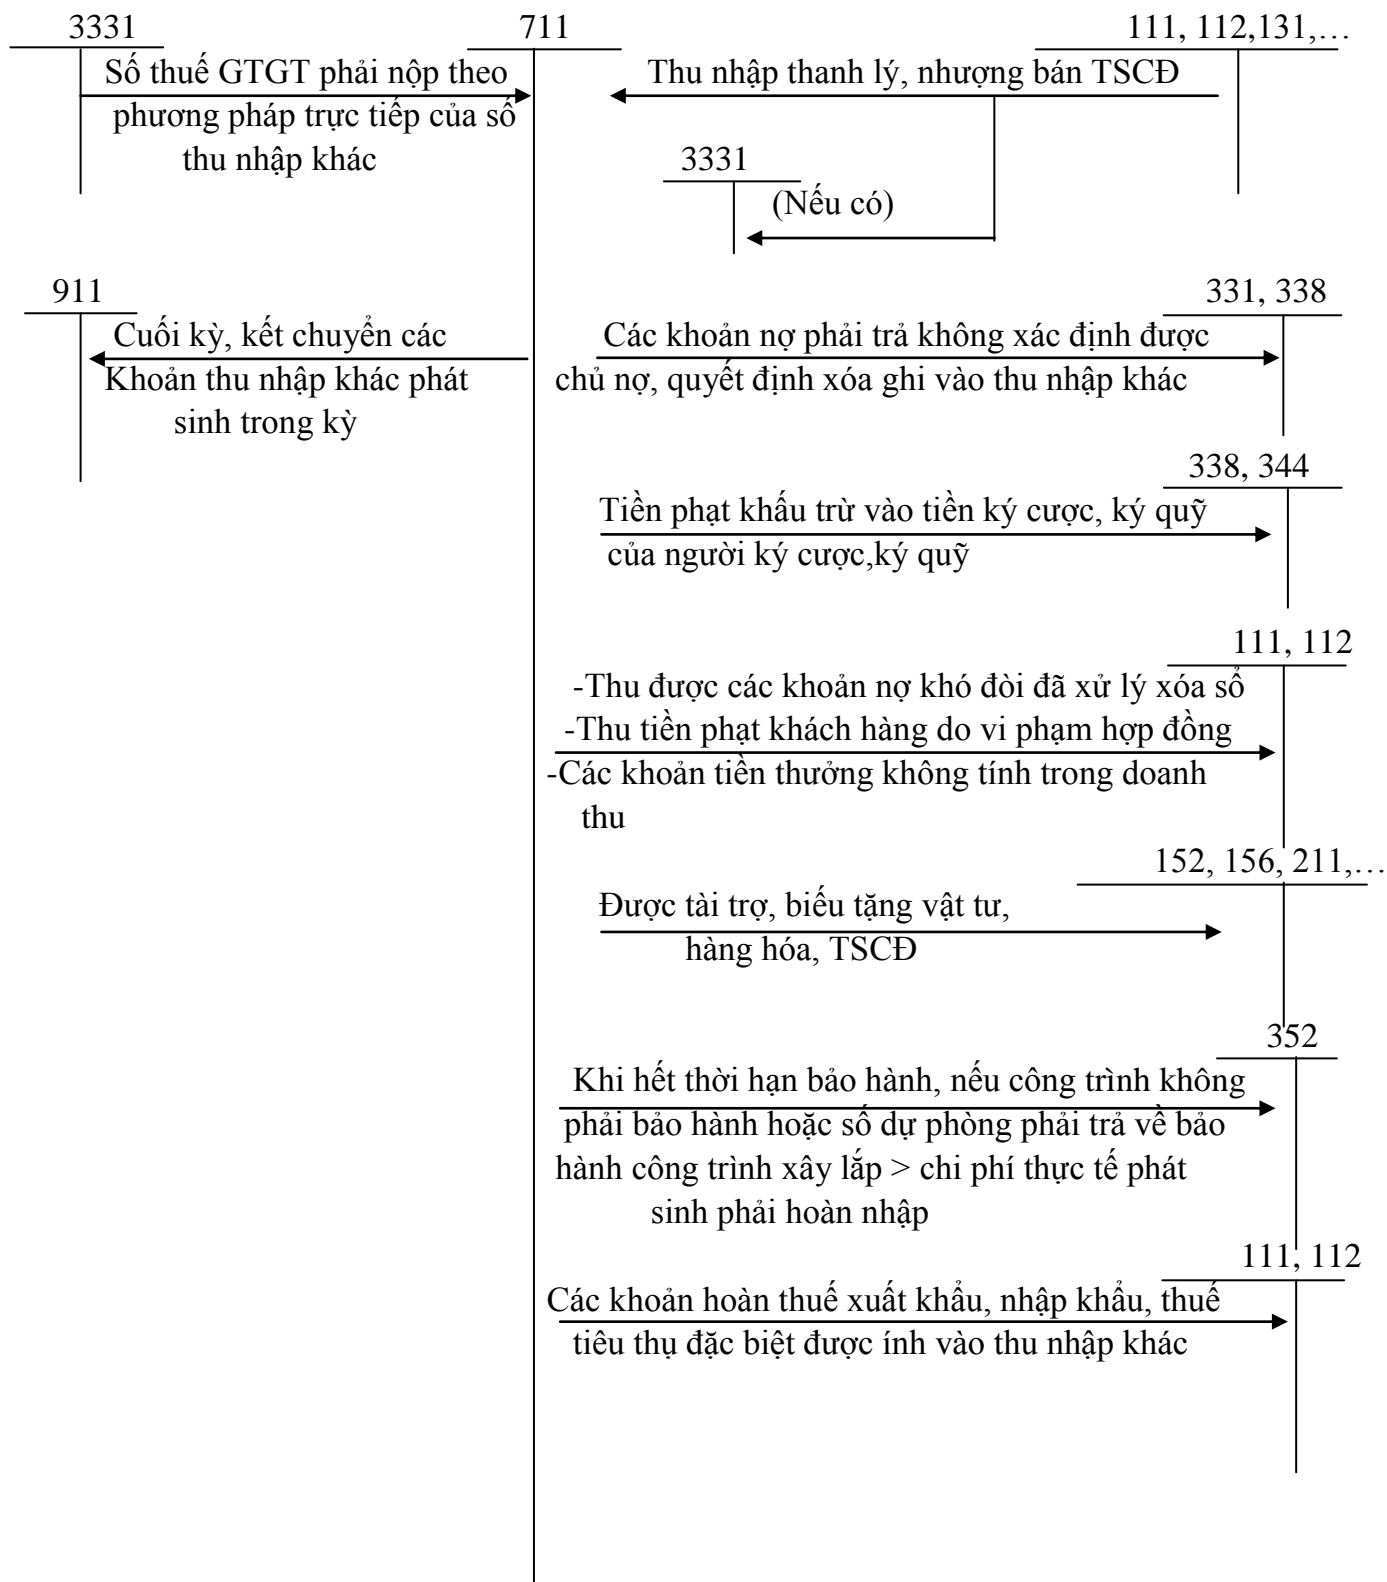 3331
711
111, 112,131,…
Số thuế GTGT phải nộp theo
phương pháp trực tiếp của số
thu nhập khác
Thu nhập thanh lý, nhượng bán TSCĐ
3331
(Nếu có)
911
Cuối kỳ, kết chuyển các
Khoản thu nhập khác phát
sinh trong kỳ
331, 338
Các khoản nợ phải trả không xác định được
chủ nợ, quyết định xóa ghi vào thu nhập khác
338, 344
Tiền phạt khấu trừ vào tiền ký cược, ký quỹ
của người ký cược,ký quỹ
111, 112
-Thu được các khoản nợ khó đòi đã xử lý xóa sổ
-Thu tiền phạt khách hàng do vi phạm hợp đồng
-Các khoản tiền thưởng không tính trong doanh
thu
152, 156, 211,…
Được tài trợ, biếu tặng vật tư,
hàng hóa, TSCĐ
352
Khi hết thời hạn bảo hành, nếu công trình không
phải bảo hành hoặc số dự phòng phải trả về bảo
hành công trình xây lắp > chi phí thực tế phát
sinh phải hoàn nhập
111, 112
Các khoản hoàn thuế xuất khẩu, nhập khẩu, thuế
tiêu thụ đặc biệt được ính vào thu nhập khác